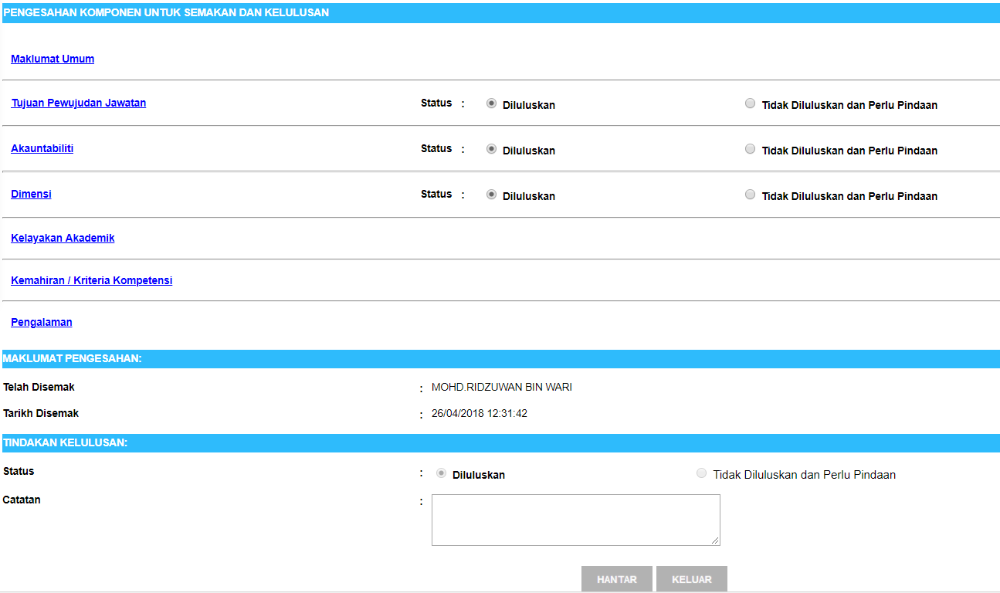 PENGESAHAN KOMPONEN UNTUK SEMAKAN DAN KELULUSAN
Maklumat Umum
Tujuan Pewujudan Jawatan Status : Diluluskan Tidak Diluluskan dan Perlu Pindaan
Akauntabiliti Status : Diluluskan Tidak Diluluskan dan Perlu Pindaan
Dimensi Status : Diluluskan Tidak Diluluskan dan Perlu Pindaan
Kelayakan Akademik
Kemahiran / Kriteria Kompetensi
Pengalaman
MAKLUMAT PENGESAHAN:
Telah Disemak : MOHD.RIDZUWAN BIN WARI
Tarikh Disemak : 26/04/2018 12:31:42
TINDAKAN KELULUSAN:
Status : Diluluskan Tidak Diluluskan dan Perlu Pindaan
Catatan :
HANTAR KELUAR